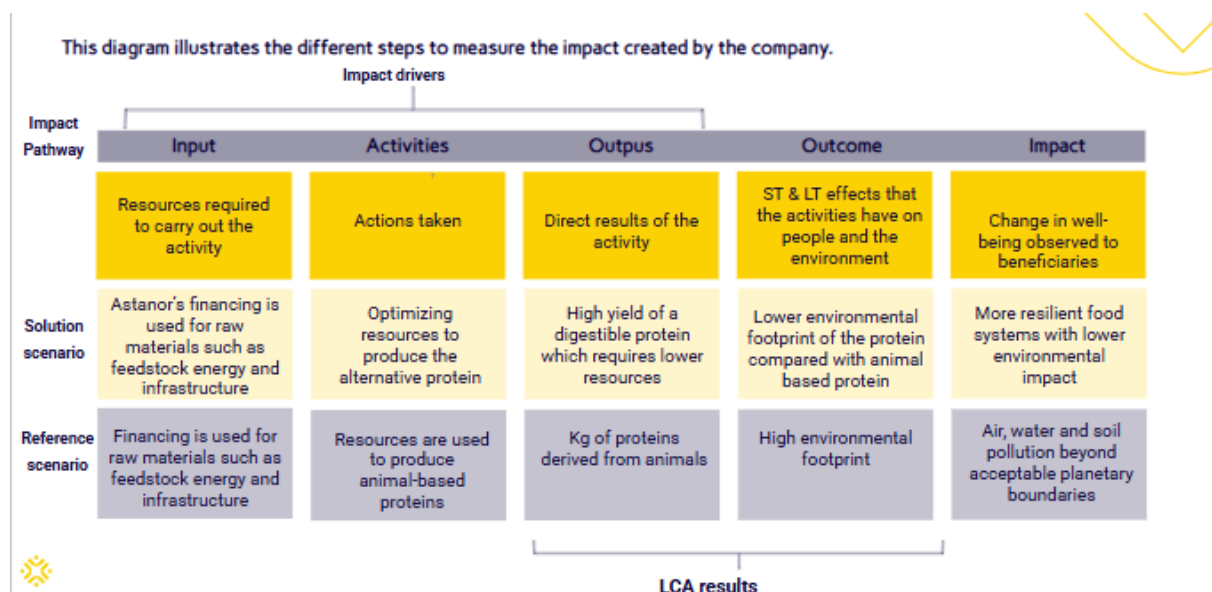 This diagram illustrates the different steps to measure the impact created by the company.
Impact drivers
Impact
Pathway
Input
Activities
Outpus
Outcome
Impact
Resources required
to carry out the
activity
Actions taken
Direct results of the
activity
ST & LT effects that
the activities have on
people and the
environment
Change in well-
being observed to
beneficiaries
Solution
scenario
Astanor's financing is
used for raw
materials such as
feedstock energy and
infrastructure
Optimizing
resources to
produce the
alternative protein
High yield of a
digestible protein
which requires lower
resources
Lower environmental
footprint of the protein
compared with animal
based protein
More resilient food
systems with lower
environmental
impact
Reference
scenario
Financing is used for
raw materials such as
feedstock energy and
infrastructure
Resources are used
to produce
animal-based
proteins
Kg of proteins
derived from animals
High environmental
footprint
Air, water and soil
pollution beyond
acceptable planetary
boundaries
LCA results